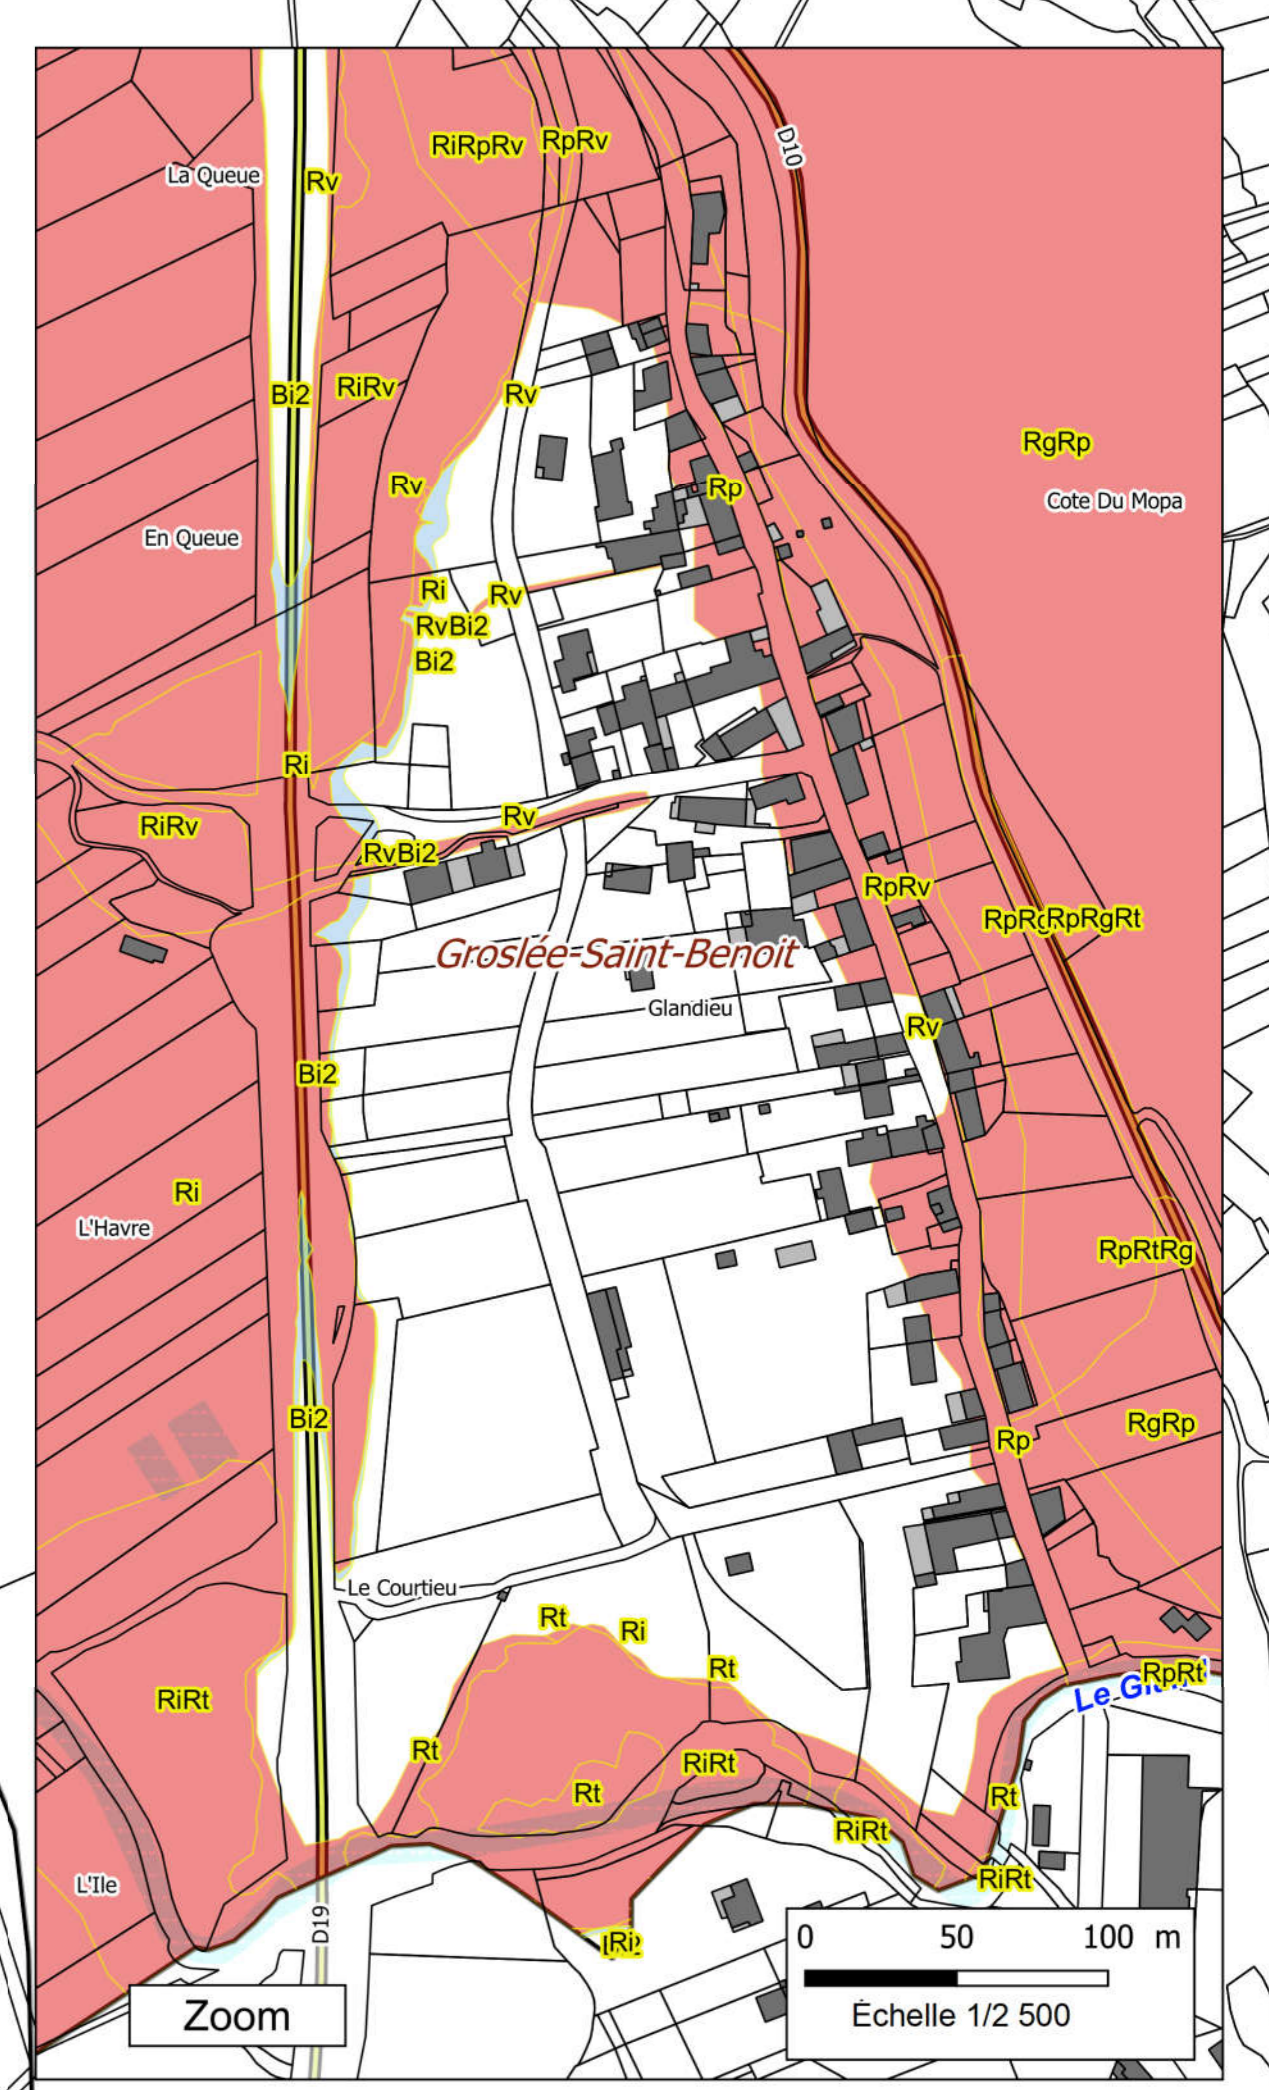 RiRpRv
RpRv
D10
La Queue
Rv
Bi2
RiRv
Rv
RgRp
Rv
Rp
Cote Du Mopa
En Queue
Ri
Rv
RvBi2
Bi2
Ri
Rv
RiRv
RvBi2
RpRv
RpRgRt
Groslée-Saint-Benoit
Glandieu
Rv
Bi2
Ri
L'Havre
RpRtRg
Bi2
RgRp
Rp
Le Courtieu
Rt
Ri
Rt
RpRt
RiRt
Rt
RiRt
Rt
Rt
RiRt
L'Ile
RiRt
D19
Ri
0 50 100 m
Échelle 1/2 500
Zoom